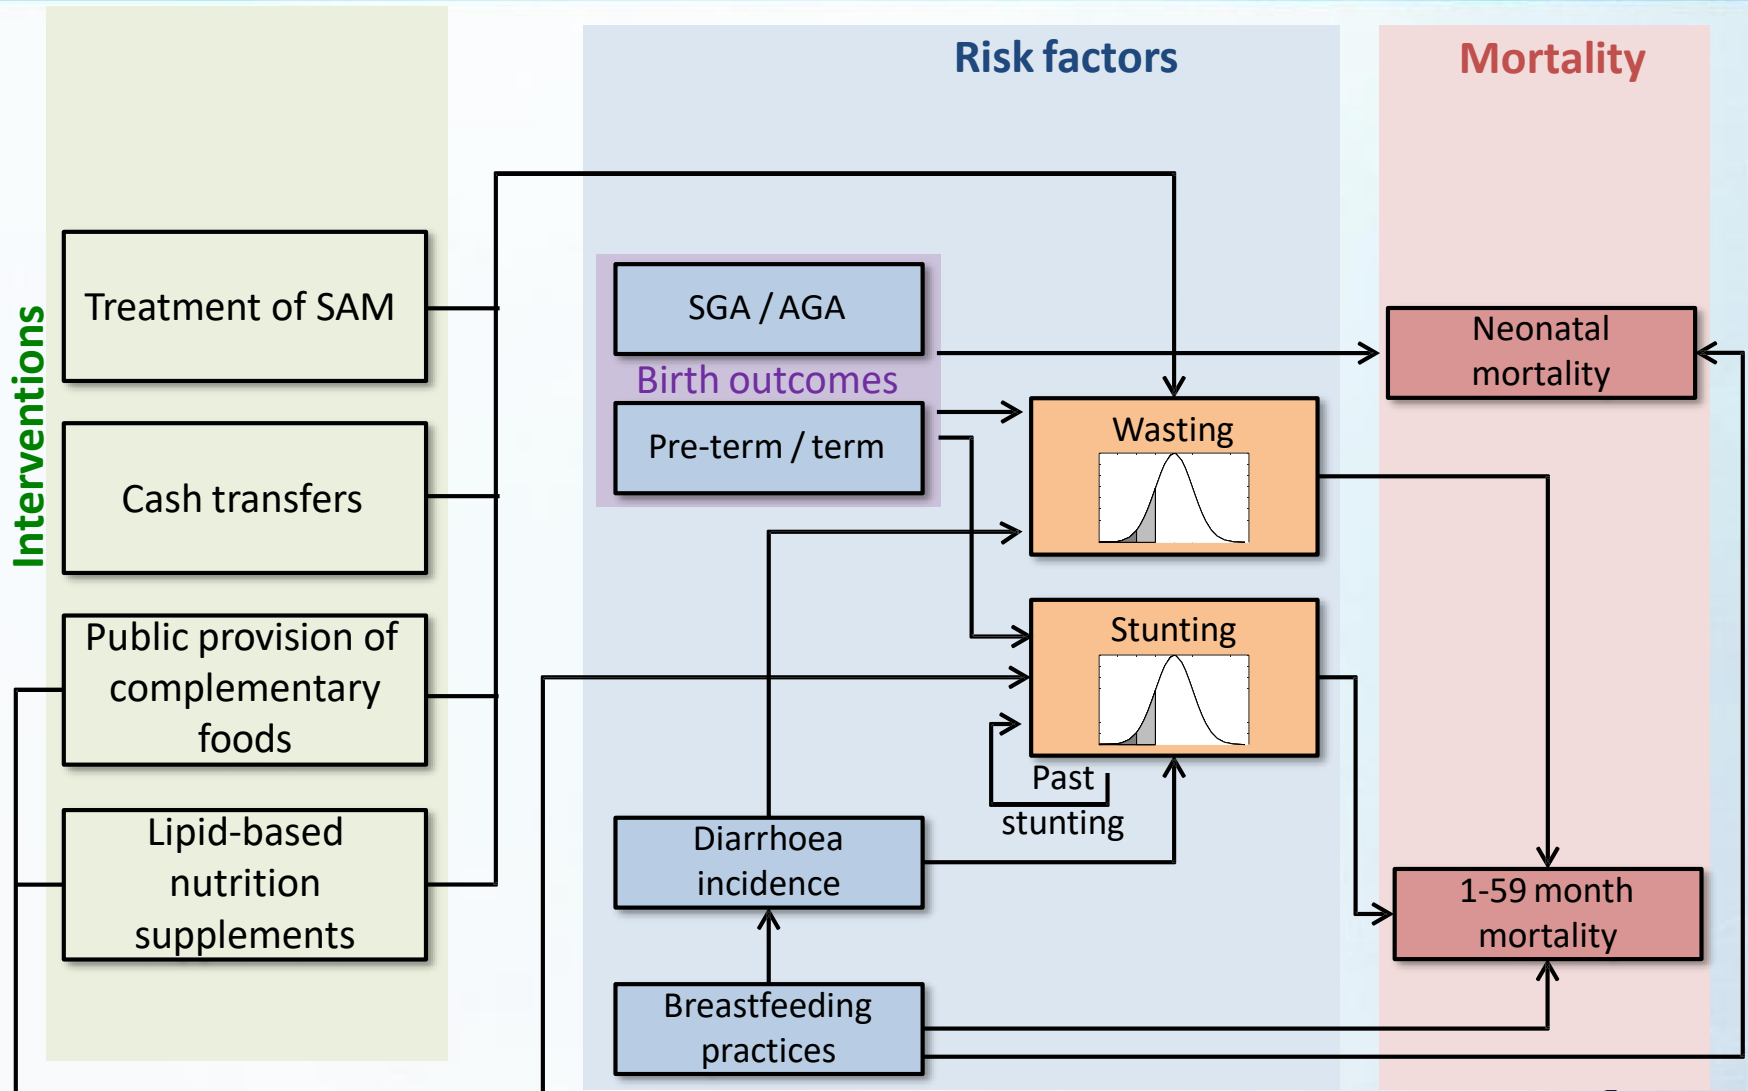 Risk factors
Mortality
Interventions
Treatment of SAM
Cash transfers
Public provision of
complementary
foods
Lipid-based
nutrition
supplements
SGA / AGA
Birth outcomes
Pre-term / term
Wasting
Stunting
Past
stunting
Diarrhoea
incidence
Breastfeeding
practices
Neonatal
mortality
1-59 month
mortality